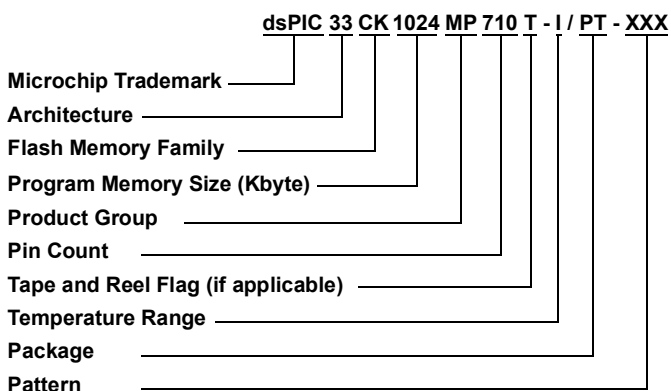 dsPIC 33 CK 1024 MP 710 T - I / PT - XXX
Microchip Trademark
Architecture
Flash Memory Family
Program Memory Size (Kbyte)
Product Group
Pin Count
Tape and Reel Flag (if applicable)
Temperature Range
Package
Pattern